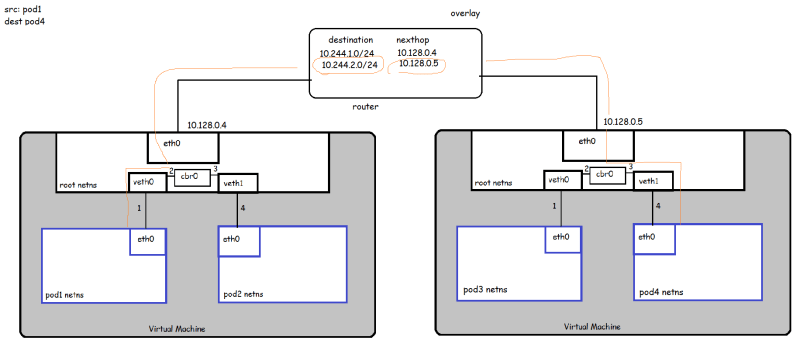 src: pod1
dest pod4
overlay
destination nexthop
10.244.1.0/24 10.128.0.4
10.244.2.0/24 10.128.0.5
router
10.128.0.4
eth0
2 cbr0 3
veth0 veth1
root netns
1 4
eth0 eth0
pod1 netns pod2 netns
Virtual Machine
10.128.0.5
eth0
2 cbr0 3
veth0 veth1
root netns
1 4
eth0 eth0
pod3 netns pod4 netns
Virtual Machine